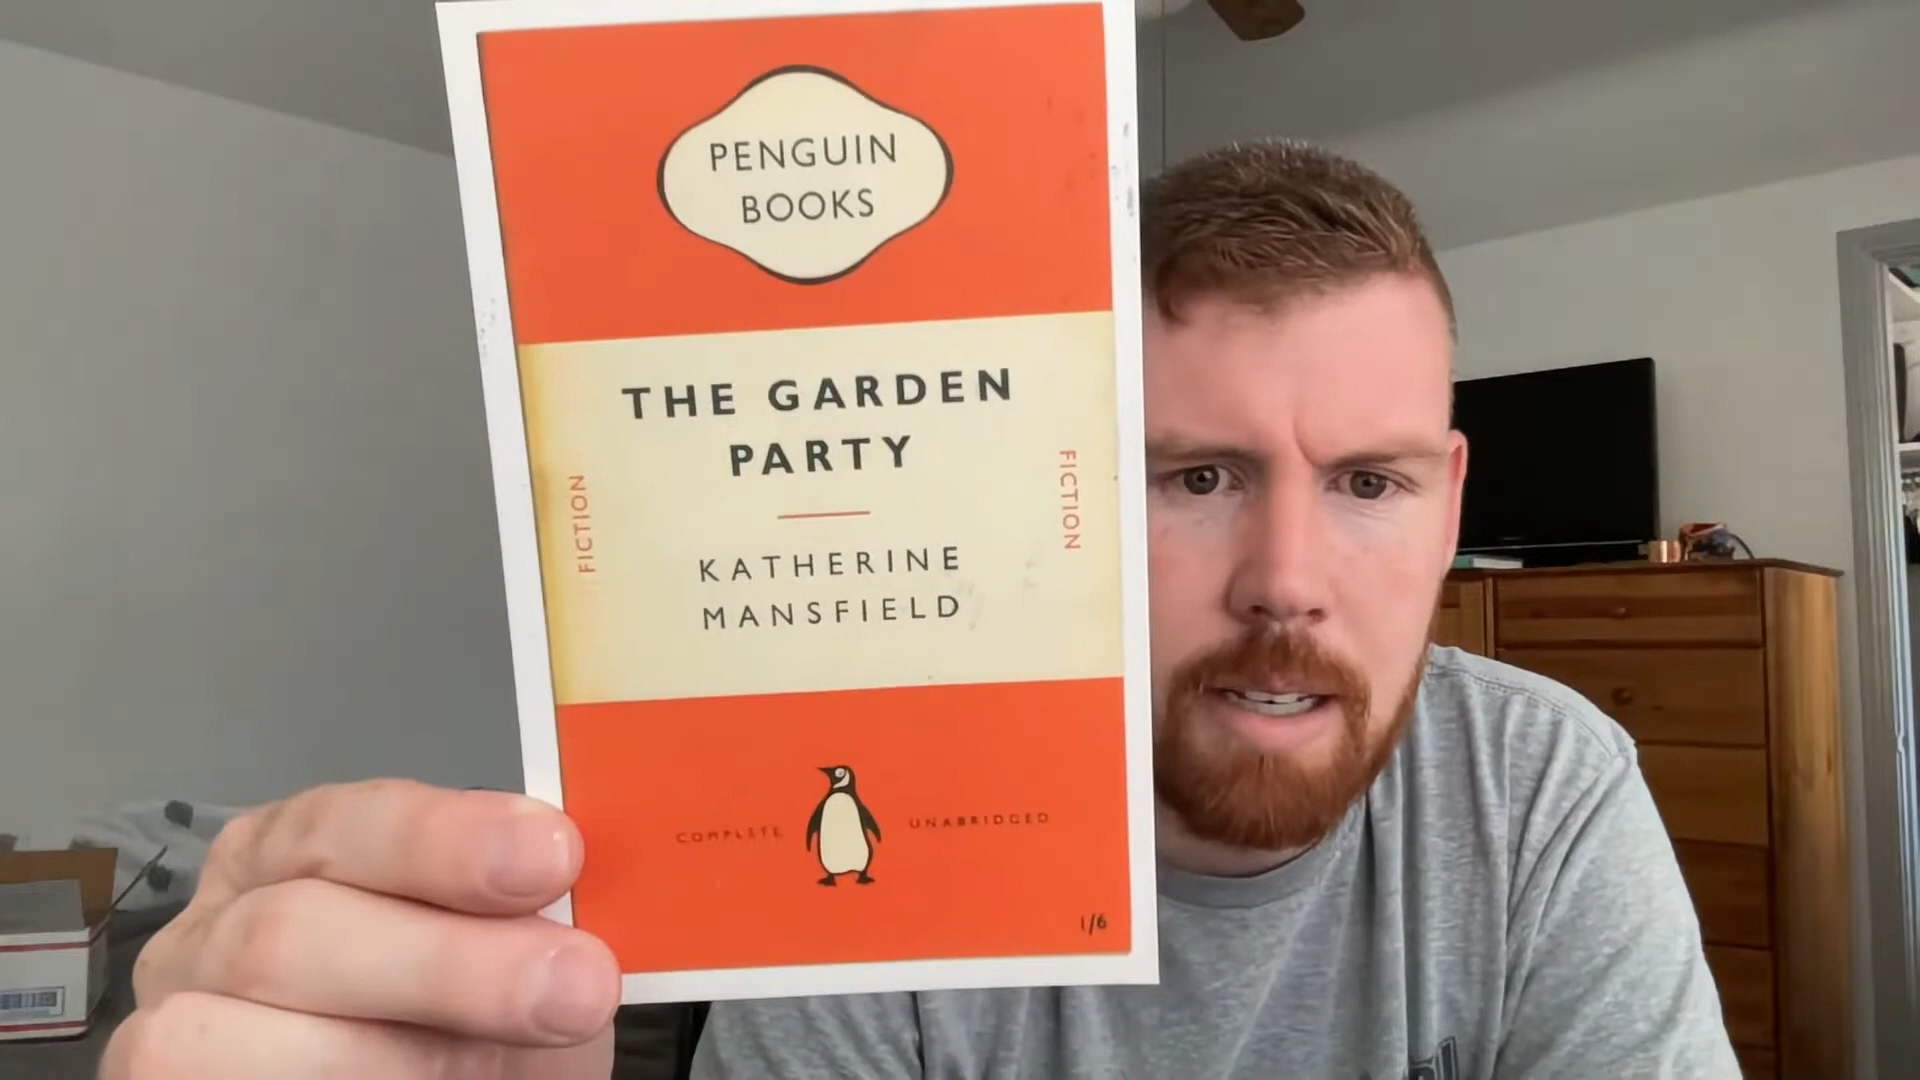 PENGUIN
BOOKS
THE GARDEN
PARTY
FICTION
FICTION
KATHERINE
MANSFIELD
COMPLETE UNABRIDGED
1/6